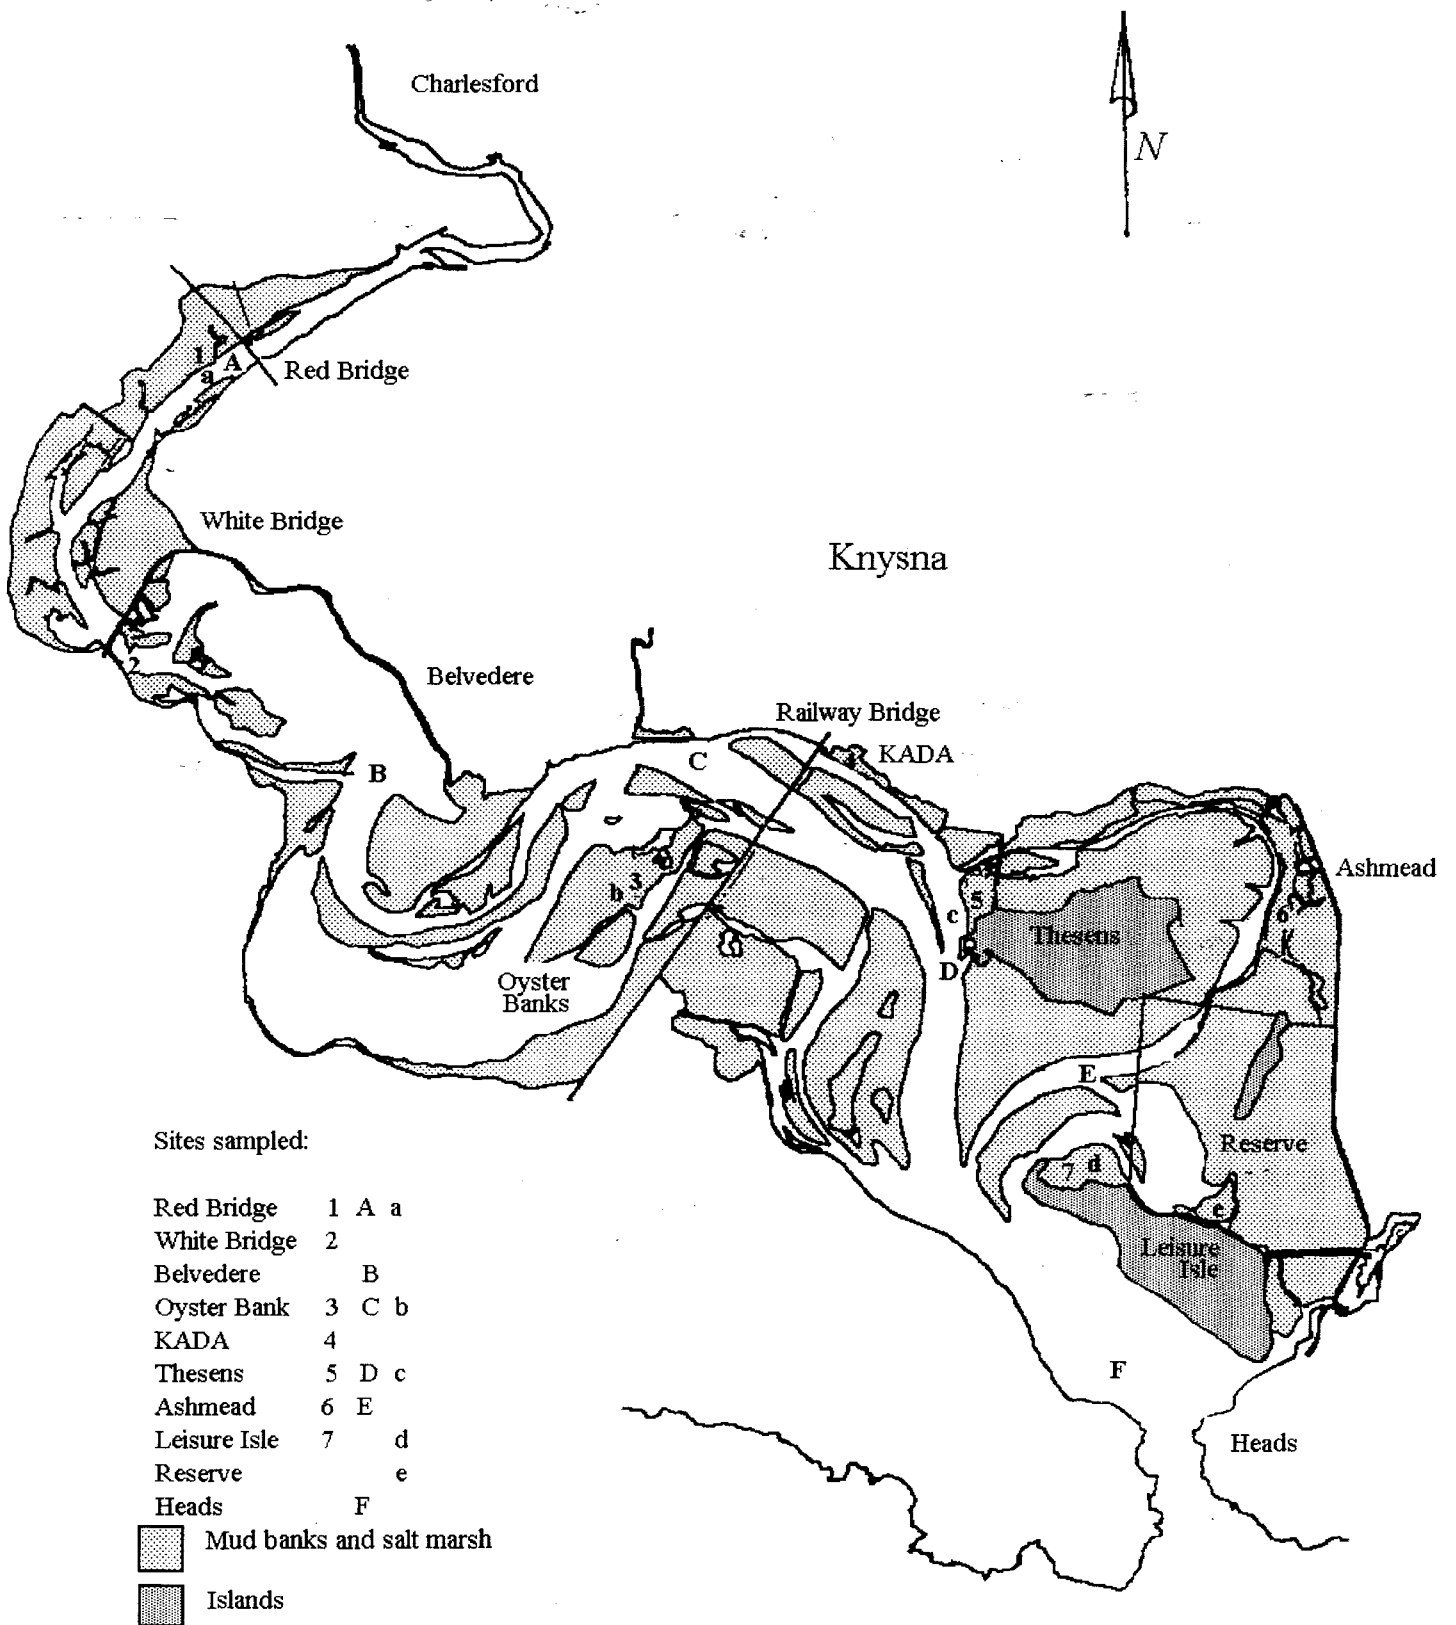 Charlesford
N
1
A
a
Red Bridge
White Bridge
Knysna
2
Belvedere
Railway Bridge
B
C
4
KADA
Ashmead
3
b
5
c
6
Thesens
D
Oyster
Banks
E
Reserve
7
d
e
Leisure
Isle
F
Heads
Sites sampled:
Red Bridge 1 A a
White Bridge 2
Belvedere B
Oyster Bank 3 C b
KADA 4
Thesens 5 D c
Ashmead 6 E
Leisure Isle 7 d
Reserve e
Heads F
Mud banks and salt marsh
Islands